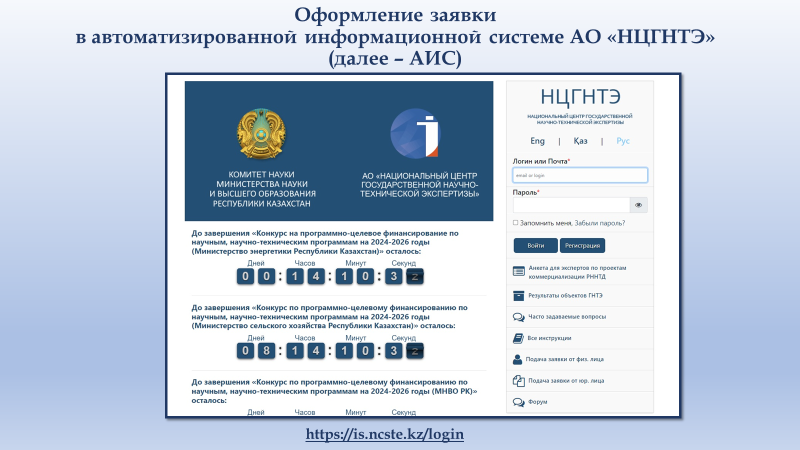 Оформление заявки
в автоматизированной информационной системе АО «НЦГНТЭ»
(далее – АИС)
КОМИТЕТ НАУКИ
МИНИСТЕРСТВА НАУКИ
И ВЫСШЕГО ОБРАЗОВАНИЯ
РЕСПУБЛИКИ КАЗАХСТАН
АО «НАЦИОНАЛЬНЫЙ ЦЕНТР
ГОСУДАРСТВЕННОЙ НАУЧНО-
ТЕХНИЧЕСКОЙ ЭКСПЕРТИЗЫ»
До завершения «Конкурс на программно-целевое финансирование по
научным, научно-техническим программам на 2024-2026 годы
(Министерство энергетики Республики Казахстан)» осталось:
Дней Часов Минут Секунд
0 0 : 1 4 : 1 0 : 3 2
До завершения «Конкурс по программно-целевому финансированию по
научным, научно-техническим программам на 2024-2026 годы
(Министерство сельского хозяйства Республики Казахстан)» осталось:
Дней Часов Минут Секунд
0 8 : 1 4 : 1 0 : 3 2
До завершения «Конкурс по программно-целевому финансированию по
научным, научно-техническим программам на 2024-2026 годы (МНВО РК)»
осталось:
Дней Часов Минут Секунд
НЦГНТЭ
НАЦИОНАЛЬНЫЙ ЦЕНТР ГОСУДАРСТВЕННОЙ
НАУЧНО-ТЕХНИЧЕСКОЙ ЭКСПЕРТИЗЫ
Eng | Қаз | Рус
Логин или Почта*
email or login
Пароль*
Запомнить меня. Забыли пароль?
Войти Регистрация
Анкета для экспертов по проектам
коммерциализации РННТД
Результаты объектов ГНТЭ
Часто задаваемые вопросы
Все инструкции
Подача заявки от физ. лица
Подача заявки от юр. лица
Форум
https://is.ncste.kz/login